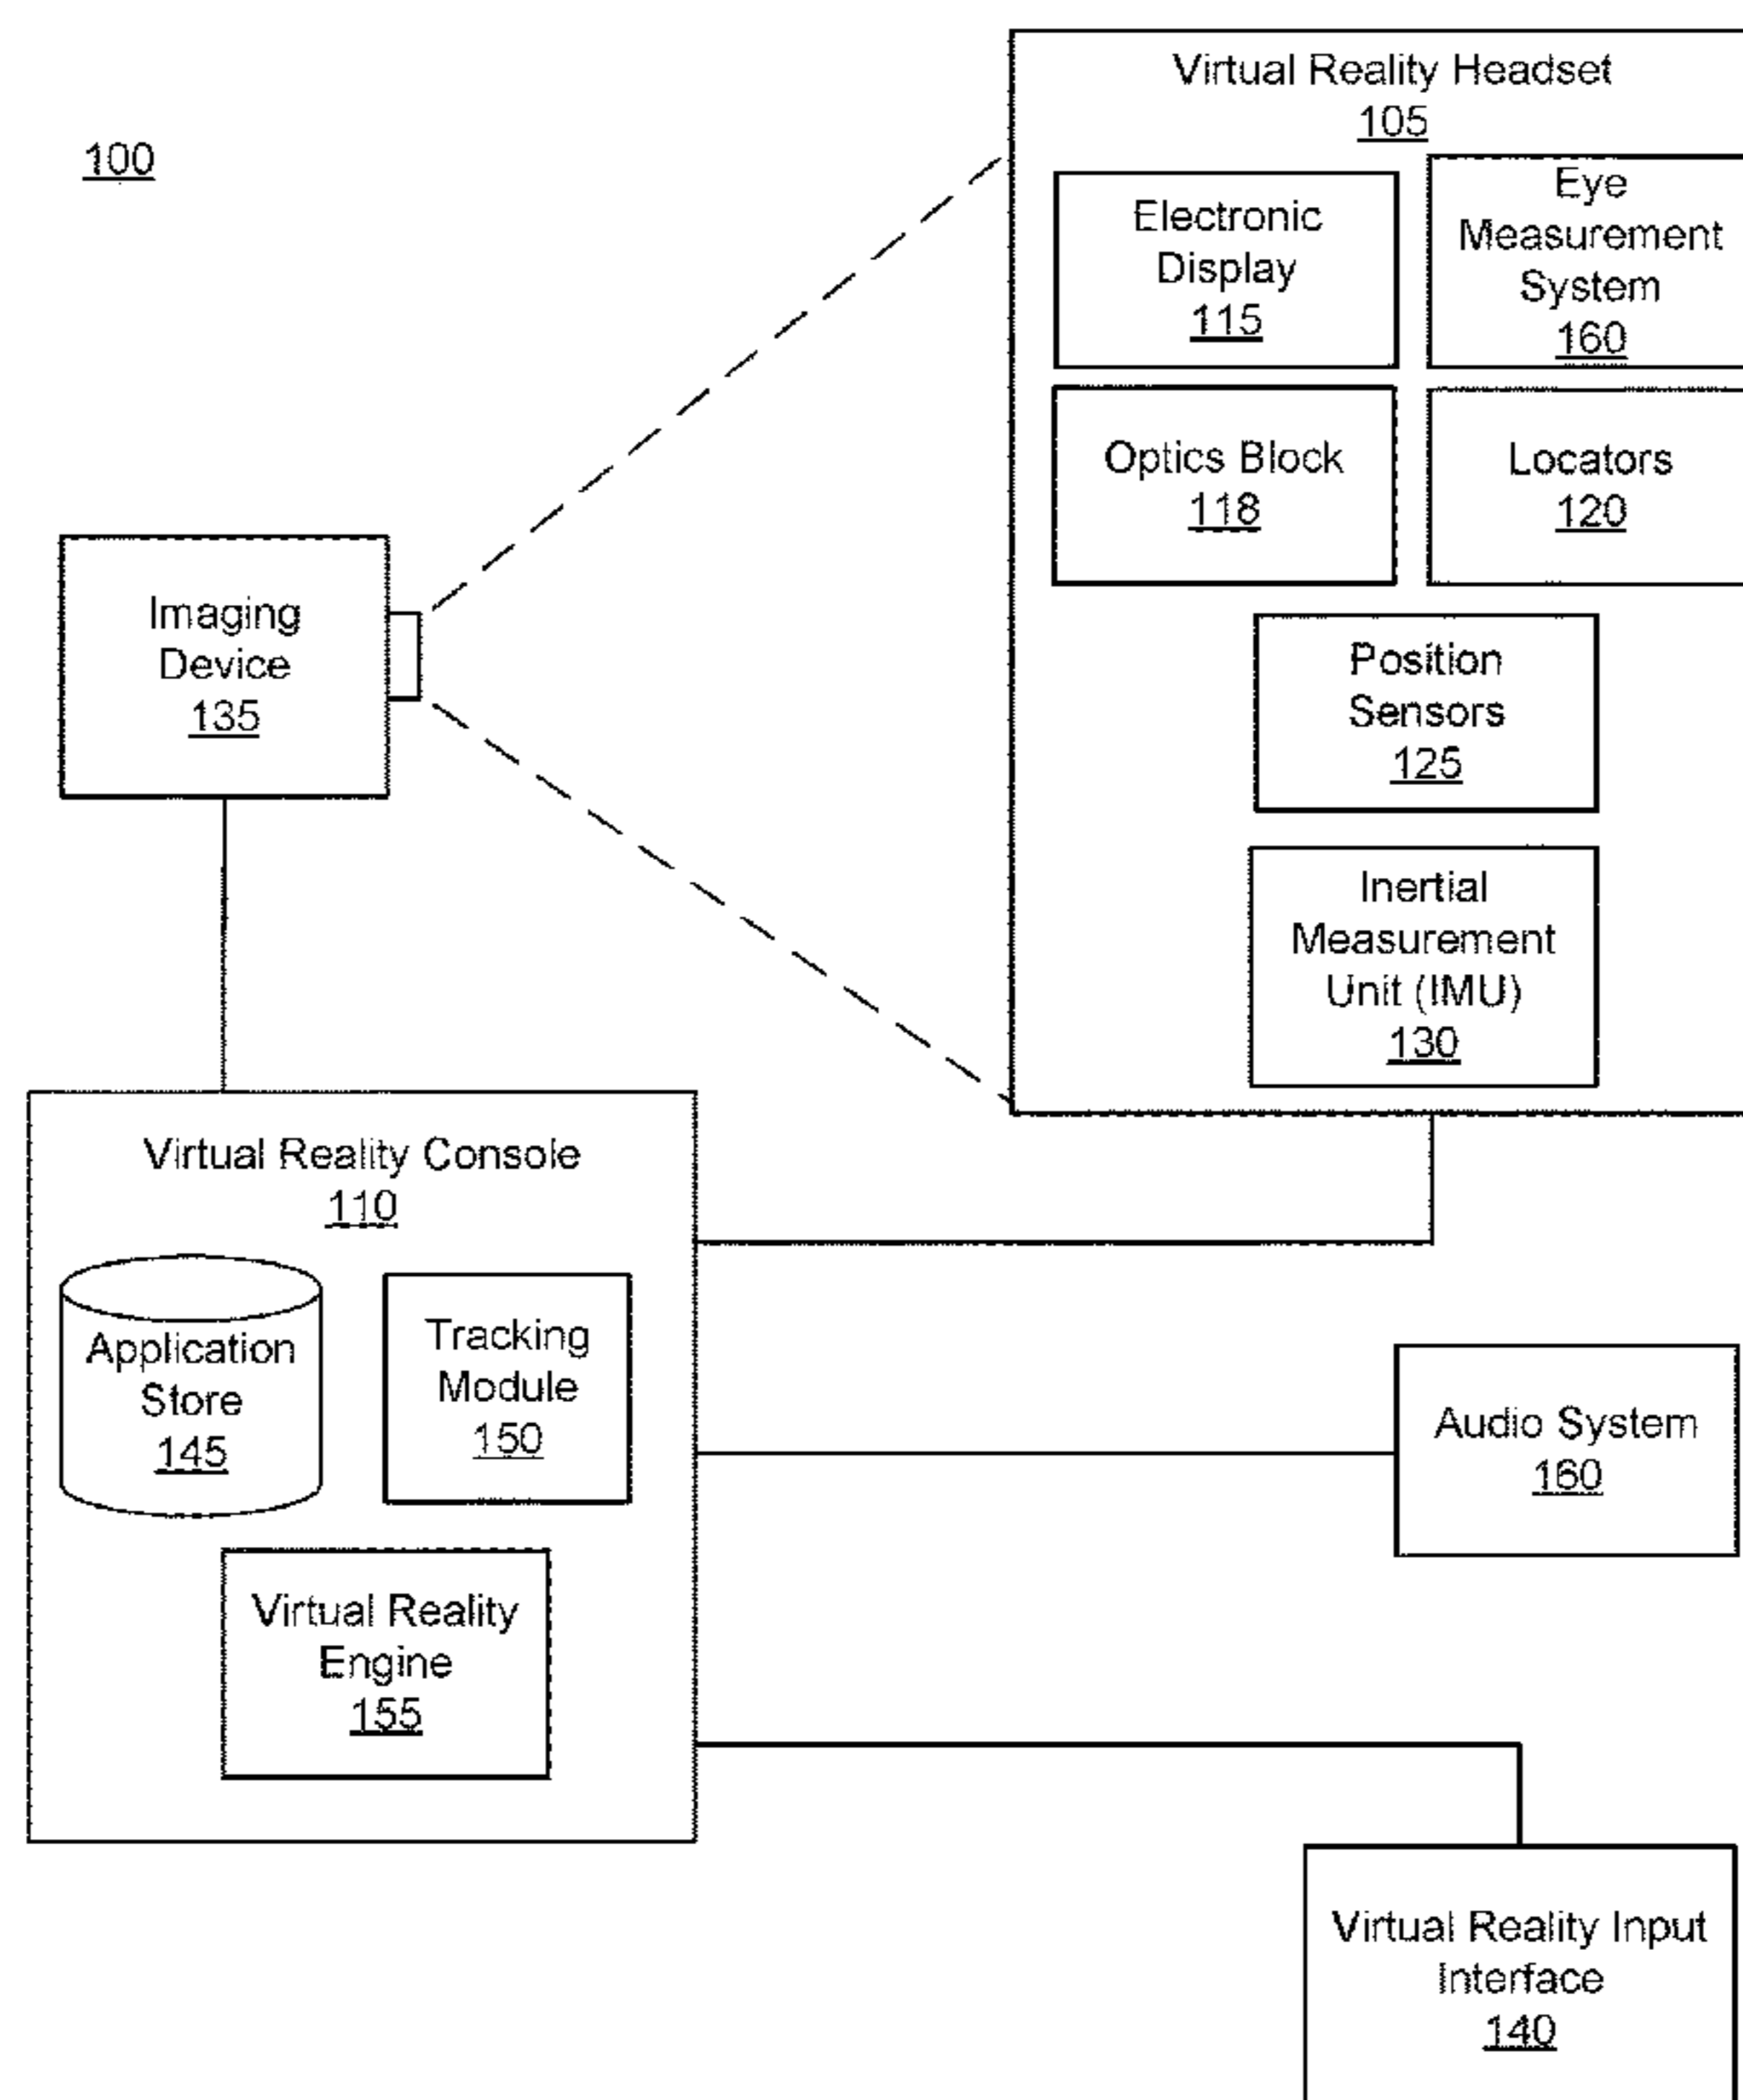 100
Virtual Reality Headset
105
Electronic
Display
115
Eye
Measurement
System
160
Optics Block
118
Locators
120
Position
Sensors
125
Inertial
Measurement
Unit (IMU)
130
Imaging
Device
135
Virtual Reality Console
110
Application
Store
145
Tracking
Module
150
Virtual Reality
Engine
155
Audio System
160
Virtual Reality Input
Interface
140